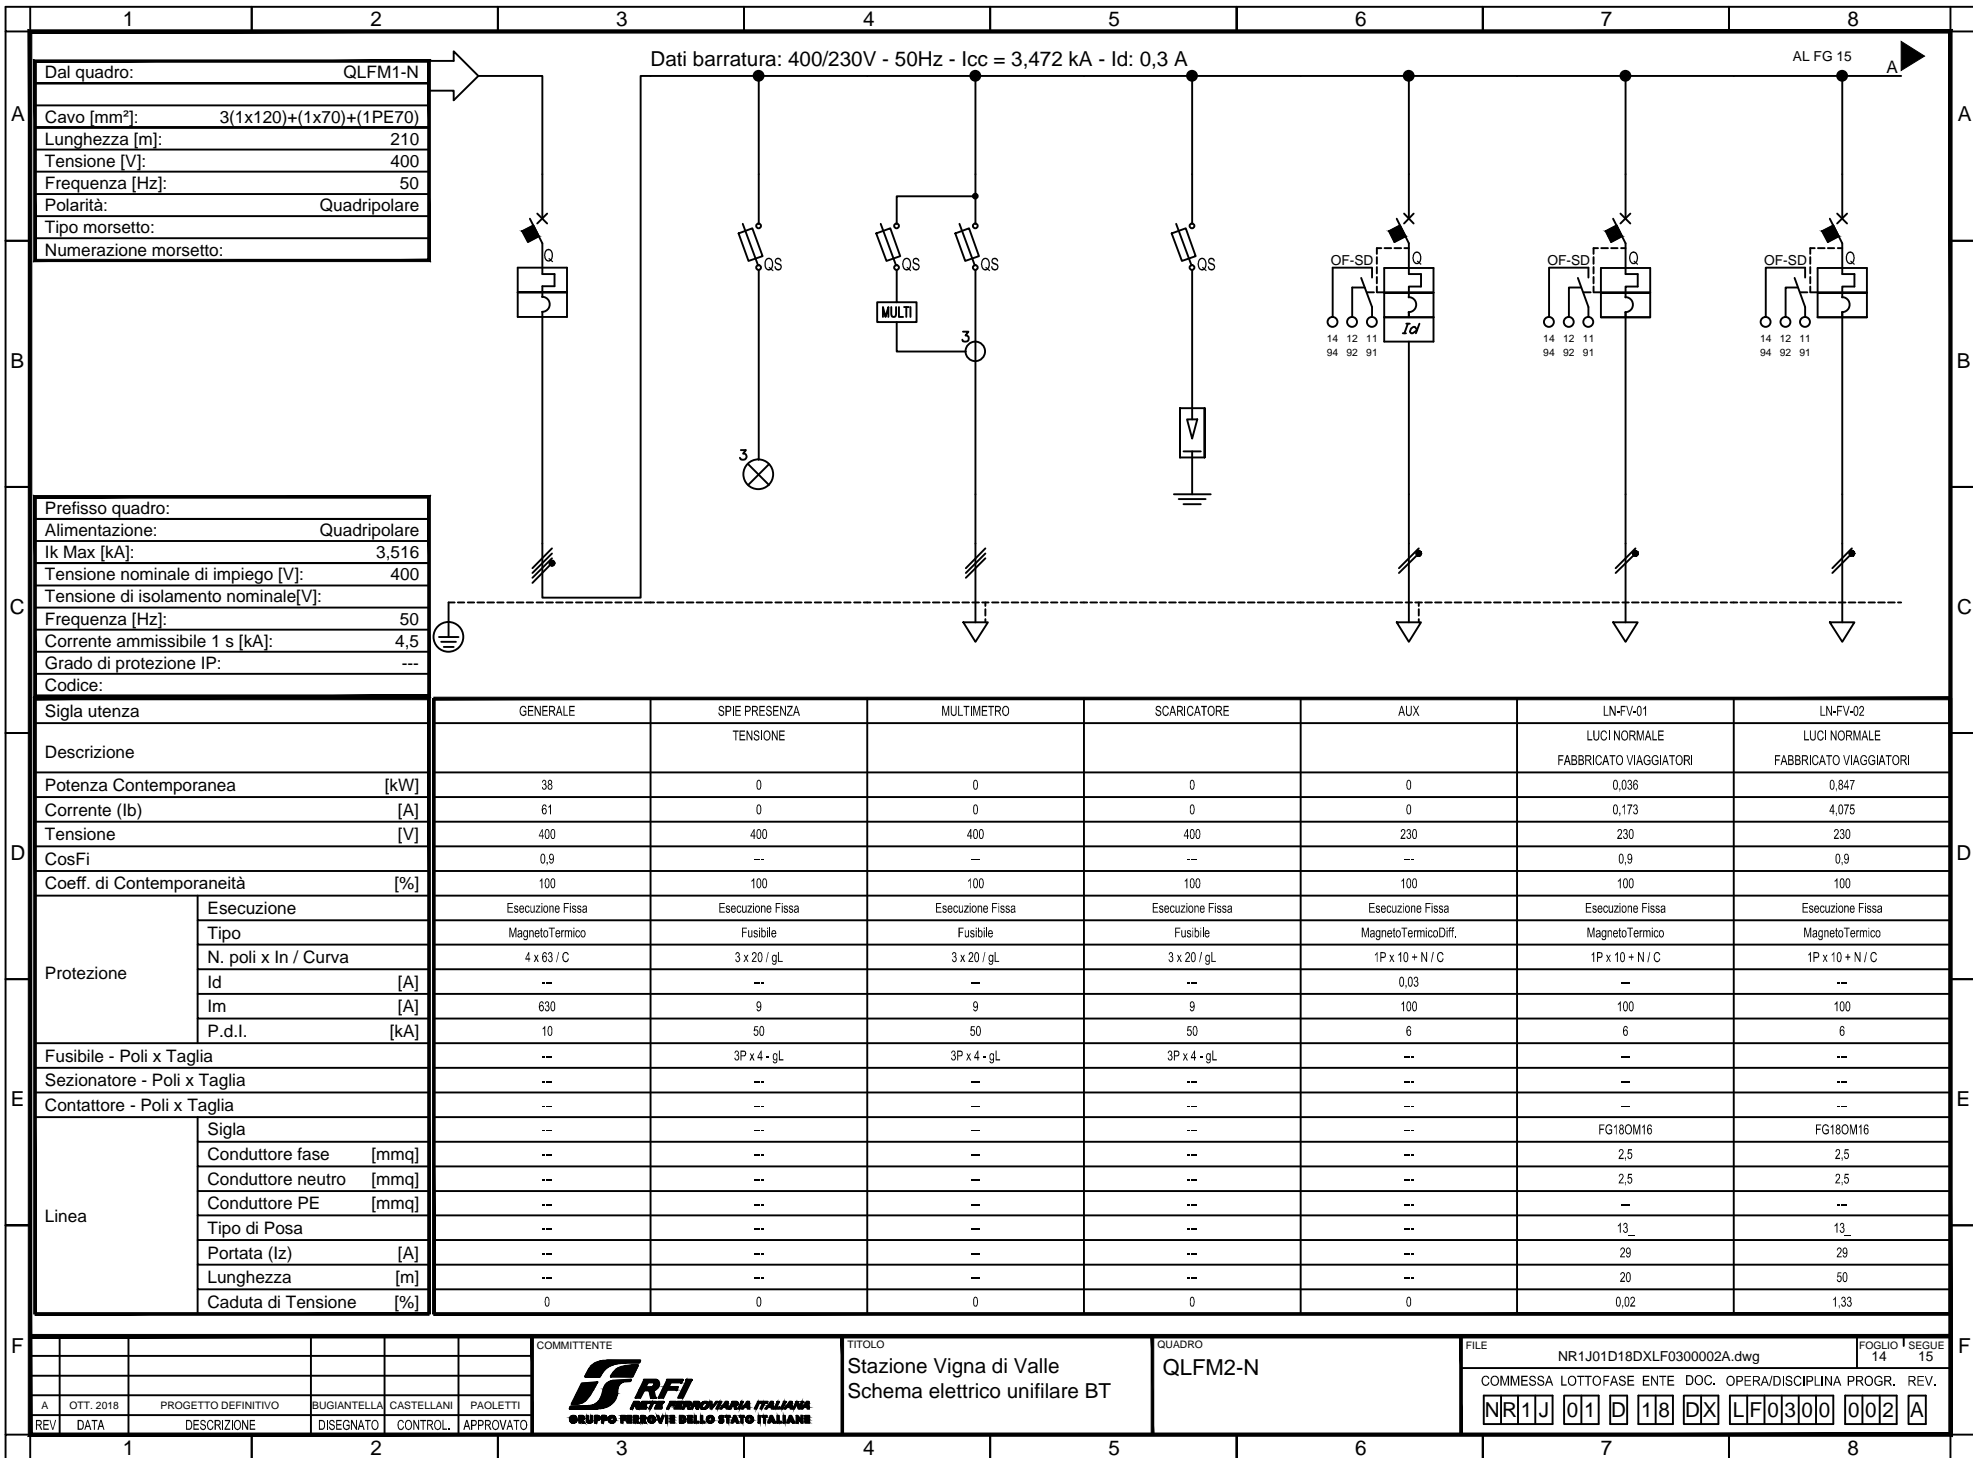 1 2 3 4 5 6 7 8
Dati barratura: 400/230V - 50Hz - Icc = 3,472 kA - Id: 0,3 A
AL FG 15 A
Dal quadro: QLFM1-N
Cavo [mm²]: 3(1x120)+(1x70)+(1PE70)
Lunghezza [m]: 210
Tensione [V]: 400
Frequenza [Hz]: 50
Polarità: Quadripolare
Tipo morsetto:
Numerazione morsetto:
A A
B B
C C
D D
E E
F F
Q QS QS QS QS Q Q Q
OF-SD OF-SD OF-SD
MULTI
Id
3
3
14 12 11 14 12 11 14 12 11
94 92 91 94 92 91 94 92 91
Prefisso quadro:
Alimentazione: Quadripolare
Ik Max [kA]: 3,516
Tensione nominale di impiego [V]: 400
Tensione di isolamento nominale[V]:
Frequenza [Hz]: 50
Corrente ammissibile 1 s [kA]: 4,5
Grado di protezione IP: ---
Codice:
Sigla utenza GENERALE SPIE PRESENZA MULTIMETRO SCARICATORE AUX LN-FV-01 LN-FV-02
Descrizione TENSIONE LUCI NORMALE LUCI NORMALE
FABBRICATO VIAGGIATORI FABBRICATO VIAGGIATORI
Potenza Contemporanea [kW] 38 0 0 0 0 0,036 0,847
Corrente (Ib) [A] 61 0 0 0 0 0,173 4,075
Tensione [V] 400 400 400 400 230 230 230
CosFi 0,9 --- --- --- --- 0,9 0,9
Coeff. di Contemporaneità [%] 100 100 100 100 100 100 100
Protezione
Esecuzione Esecuzione Fissa Esecuzione Fissa Esecuzione Fissa Esecuzione Fissa Esecuzione Fissa Esecuzione Fissa Esecuzione Fissa
Tipo MagnetoTermico Fusibile Fusibile Fusibile MagnetoTermicoDiff. MagnetoTermico MagnetoTermico
N. poli x In / Curva 4 x 63 / C 3 x 20 / gL 3 x 20 / gL 3 x 20 / gL 1P x 10 + N / C 1P x 10 + N / C 1P x 10 + N / C
Id [A] --- --- --- --- 0,03 --- ---
Im [A] 630 9 9 9 100 100 100
P.d.I. [kA] 10 50 50 50 6 6 6
Fusibile - Poli x Taglia --- 3P x 4 - gL 3P x 4 - gL 3P x 4 - gL --- --- ---
Sezionatore - Poli x Taglia --- --- --- --- --- --- ---
Contattore - Poli x Taglia --- --- --- --- --- --- ---
Linea
Sigla --- --- --- --- --- FG18OM16 FG18OM16
Conduttore fase [mmq] --- --- --- --- --- 2,5 2,5
Conduttore neutro [mmq] --- --- --- --- --- 2,5 2,5
Conduttore PE [mmq] --- --- --- --- --- --- ---
Tipo di Posa --- --- --- --- --- 13_ 13_
Portata (Iz) [A] --- --- --- --- --- 29 29
Lunghezza [m] --- --- --- --- --- 20 50
Caduta di Tensione [%] 0 0 0 0 0 0,02 1,33
A OTT. 2018 PROGETTO DEFINITIVO BUGIANTELLA CASTELLANI PAOLETTI
REV DATA DESCRIZIONE DISEGNATO CONTROL. APPROVATO
COMMITTENTE
RFI
RETE FERROVIARIA ITALIANA
GRUPPO FERROVIE DELLO STATO ITALIANE
TITOLO
Stazione Vigna di Valle
Schema elettrico unifilare BT
QUADRO
QLFM2-N
FILE
NR1J01D18DXLF0300002A.dwg
FOGLIO SEGUE
14 15
COMMESSA LOTTO FASE ENTE DOC. OPERA/DISCIPLINA PROGR. REV.
NR1J 01 D 18 DX LF0300 002 A
1 2 3 4 5 6 7 8